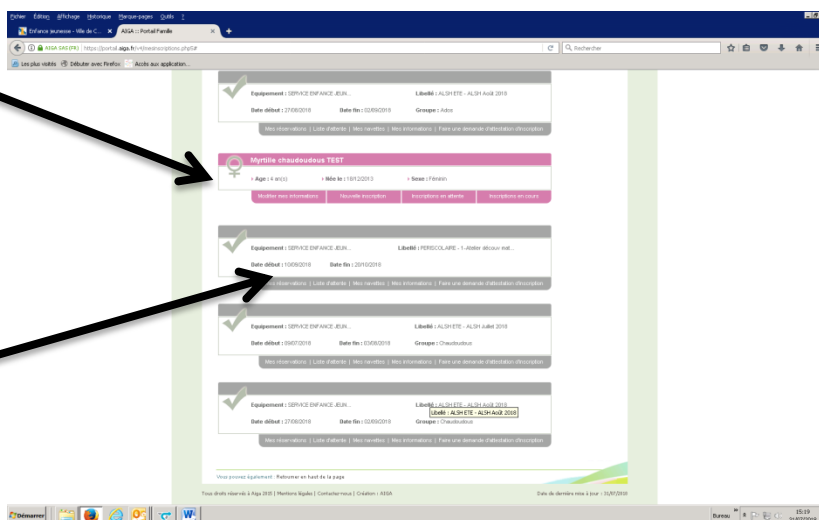 Fichier Édition Affichage Historique Marque-pages Outils ?
Enfance jeunesse - Ville de C... × AIGA ::: Portail Famille × +
AIGA SAS (FR) https://portail.aiga.fr/v4/mesinscriptions.php5# Rechercher
Les plus visités Débuter avec Firefox Accès aux application...
Equipement : SERVICE ENFANCE JEUN... Libellé : ALSH ETE - ALSH Août 2018
Date début : 27/08/2018 Date fin : 02/09/2018 Groupe : Ados
Mes réservations | Liste d'attente | Mes navettes | Mes informations | Faire une demande d'attestation d'inscription
Myrtille chaudoudous TEST
Age : 4 an(s) Née le : 18/12/2013 Sexe : Féminin
Modifier mes informations Nouvelle inscription Inscriptions en attente Inscriptions en cours
Equipement : SERVICE ENFANCE JEUN... Libellé : PERISCOLAIRE - 1-Atelier découv mat...
Date début : 10/09/2018 Date fin : 20/10/2018
Mes réservations | Liste d'attente | Mes navettes | Mes informations | Faire une demande d'attestation d'inscription
Equipement : SERVICE ENFANCE JEUN... Libellé : ALSH ETE - ALSH Juillet 2018
Date début : 09/07/2018 Date fin : 03/08/2018 Groupe : Chaudoudous
Mes réservations | Liste d'attente | Mes navettes | Mes informations | Faire une demande d'attestation d'inscription
Equipement : SERVICE ENFANCE JEUN... Libellé : ALSH ETE - ALSH Août 2018
Libellé : ALSH ETE - ALSH Août 2018
Date début : 27/08/2018 Date fin : 02/09/2018 Groupe : Chaudoudous
Mes réservations | Liste d'attente | Mes navettes | Mes informations | Faire une demande d'attestation d'inscription
Vous pouvez également : Retourner en haut de la page
Tous droits réservés à Aiga 2015 | Mentions légales | Contactez-nous | Création : AIGA Date de dernière mise à jour : 31/07/2018
Démarrer Bureau 15:19
31/07/2018